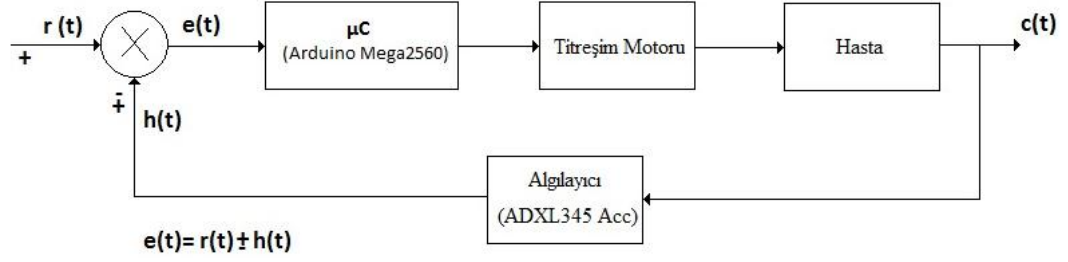 r (t)
+
e(t)
µC
(Arduino Mega2560)
Titreşim Motoru
Hasta
c(t)
-
+
h(t)
Algılayıcı
(ADXL345 Acc)
e(t)= r(t) ± h(t)